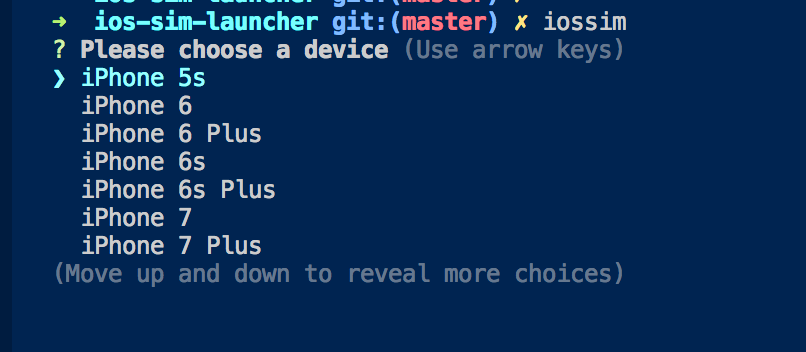 ➜  ios-sim-launcher git:(master) ✗ iossim
? Please choose a device (Use arrow keys)
❯ iPhone 5s
iPhone 6
iPhone 6 Plus
iPhone 6s
iPhone 6s Plus
iPhone 7
iPhone 7 Plus
(Move up and down to reveal more choices)